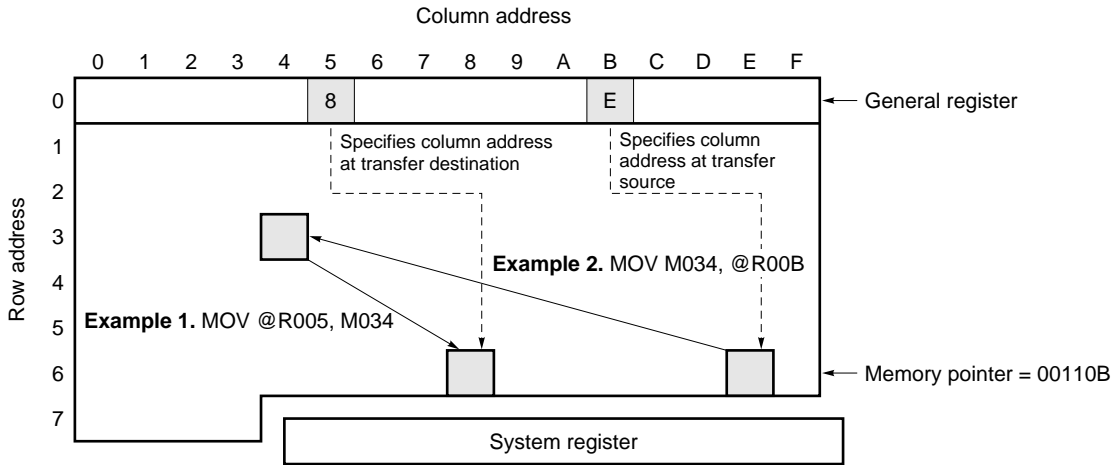 Column address
0 1 2 3 4 5 6 7 8 9 A B C D E F
Row address
0
8
E
General register
1
Specifies column address
at transfer destination
Specifies column
address at transfer
source
2
3
Example 2. MOV M034, @R00B
4
Example 1. MOV @R005, M034
5
6
Memory pointer = 00110B
7
System register